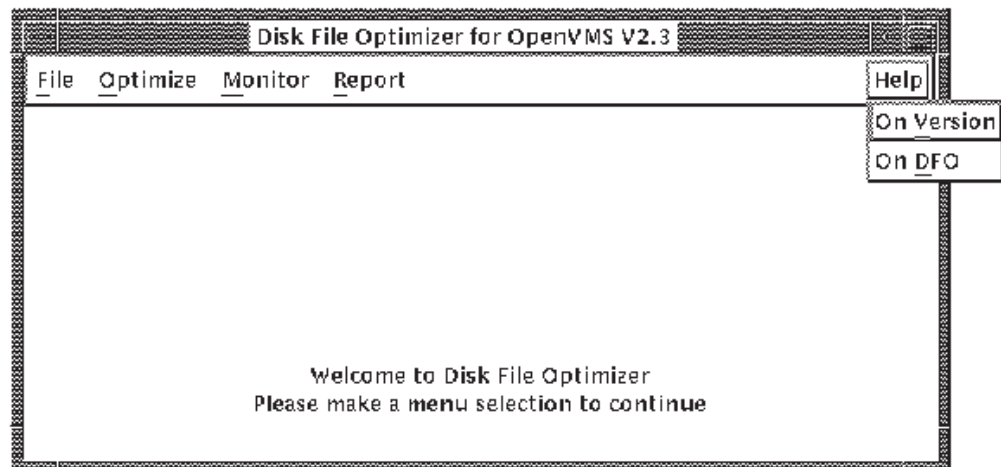 Disk File Optimizer for OpenVMS V2.3
File Optimize Monitor Report Help
On Version
On DFO
Welcome to Disk File Optimizer
Please make a menu selection to continue